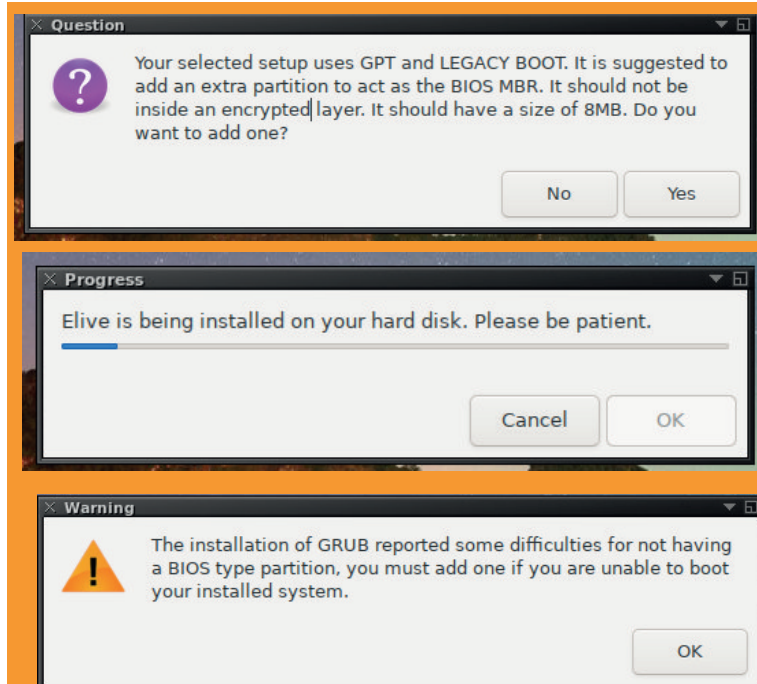 Question
Your selected setup uses GPT and LEGACY BOOT. It is suggested to
add an extra partition to act as the BIOS MBR. It should not be
inside an encrypted layer. It should have a size of 8MB. Do you
want to add one?
No Yes
Progress
Elive is being installed on your hard disk. Please be patient.
Cancel OK
Warning
The installation of GRUB reported some difficulties for not having
a BIOS type partition, you must add one if you are unable to boot
your installed system.
OK